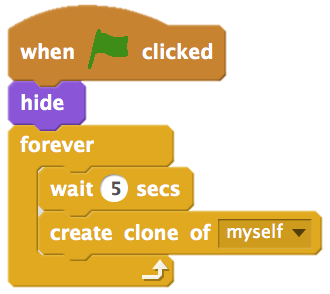 when clicked
hide
forever
wait 5 secs
create clone of myself